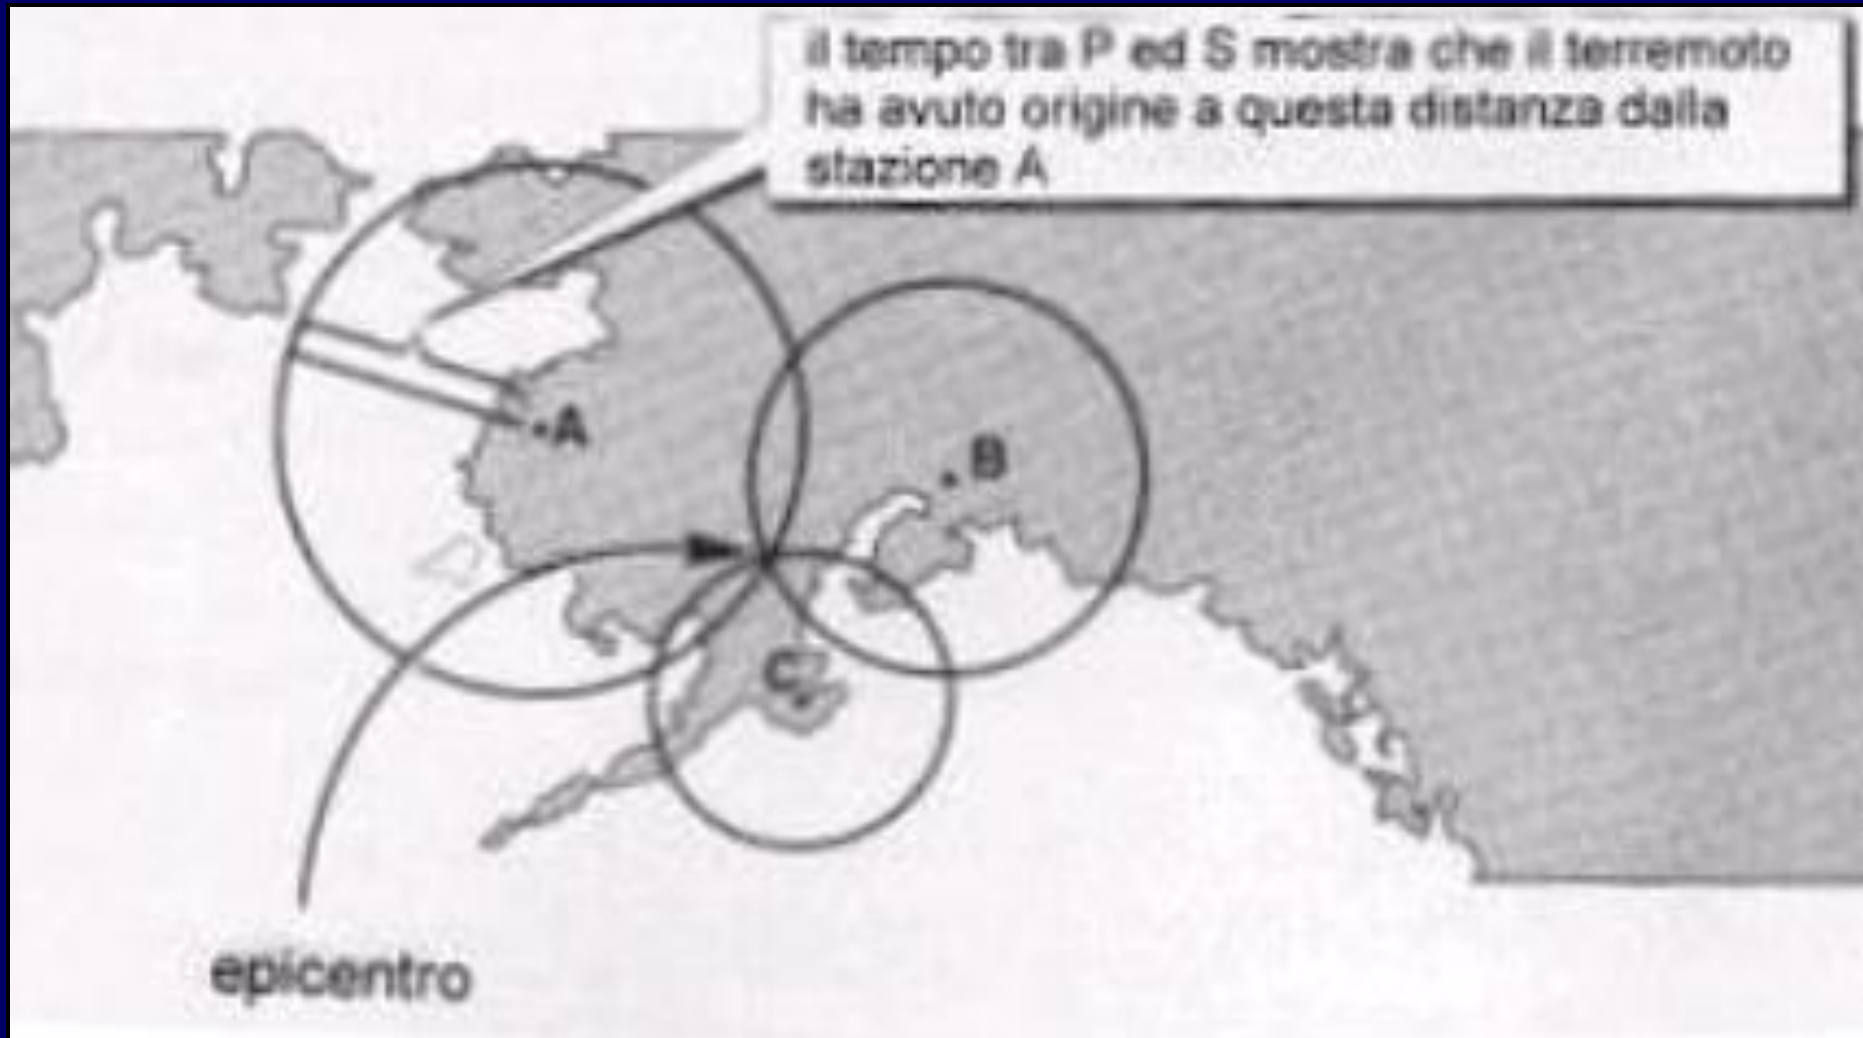 il tempo tra P ed S mostra che il terremoto
ha avuto origine a questa distanza dalla
stazione A
A
B
C
epicentro